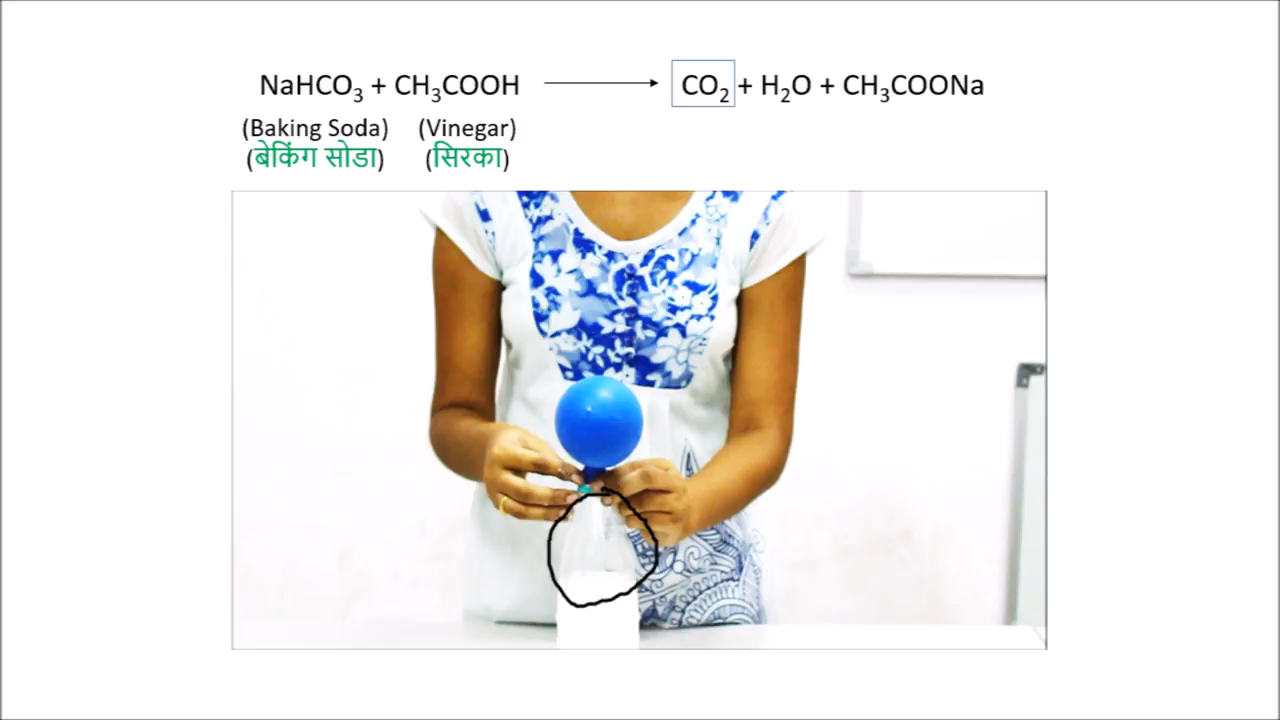 NaHCO₃ + CH₃COOH ⟶ CO₂ + H₂O + CH₃COONa
(Baking Soda) (Vinegar)
(बेकिंग सोडा) (सिरका)